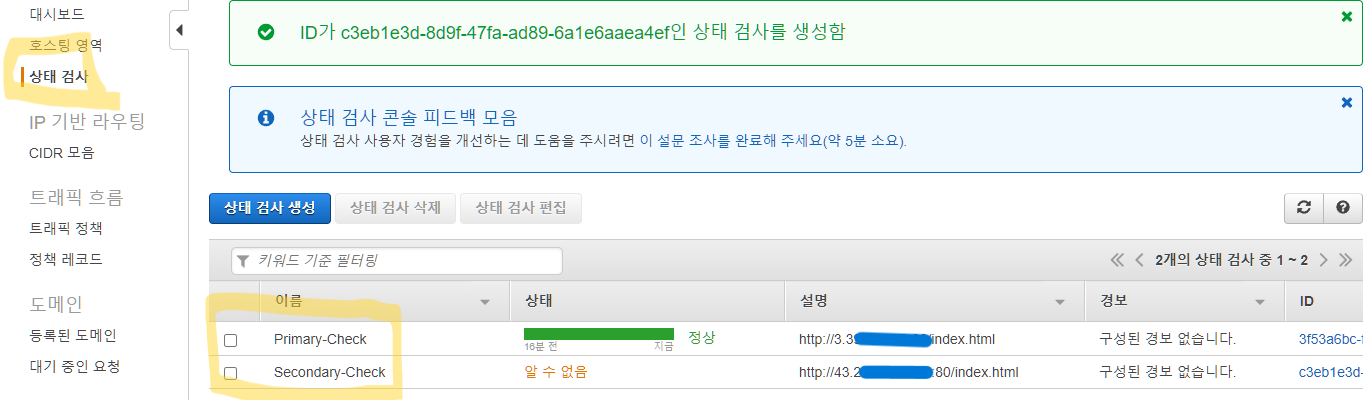 대시보드
호스팅 영역
상태 검사
IP 기반 라우팅
CIDR 모음
트래픽 흐름
트래픽 정책
정책 레코드
도메인
등록된 도메인
대기 중인 요청
ID가 c3eb1e3d-8d9f-47fa-ad89-6a1e6aaea4ef인 상태 검사를 생성함
상태 검사 콘솔 피드백 모음
상태 검사 사용자 경험을 개선하는 데 도움을 주시려면 이 설문 조사를 완료해 주세요(약 5분 소요).
상태 검사 생성 상태 검사 삭제 상태 검사 편집
키워드 기준 필터링 2개의 상태 검사 중 1 ~ 2
이름 상태 설명 경보 ID
Primary-Check 정상 http://3.3 /index.html 구성된 경보 없습니다. 3f53a6bc-
16분 전 지금
Secondary-Check 알 수 없음 http://43.2 :80/index.html 구성된 경보 없습니다. c3eb1e3d-